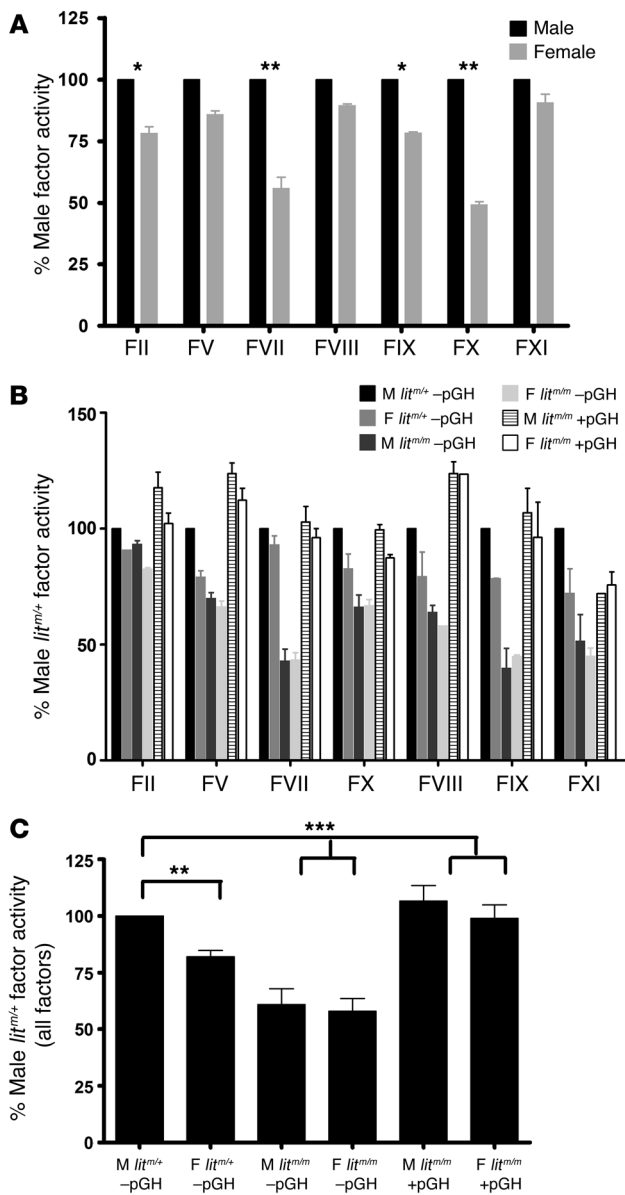 A
% Male factor activity
125
100
75
50
25
0
Male
Female
* ** * **
FII FV FVII FVIII FIX FX FXI
B
% Male lit^m/+ factor activity
150
100
50
0
M lit^m/+ –pGH
F lit^m/+ –pGH
M lit^m/m –pGH
F lit^m/m –pGH
M lit^m/m +pGH
F lit^m/m +pGH
FII FV FVII FX FVIII FIX FXI
C
% Male lit^m/+ factor activity
(all factors)
125
100
75
50
25
0
***
**
M lit^m/+ F lit^m/+ M lit^m/m F lit^m/m M lit^m/m F lit^m/m
–pGH –pGH –pGH –pGH +pGH +pGH